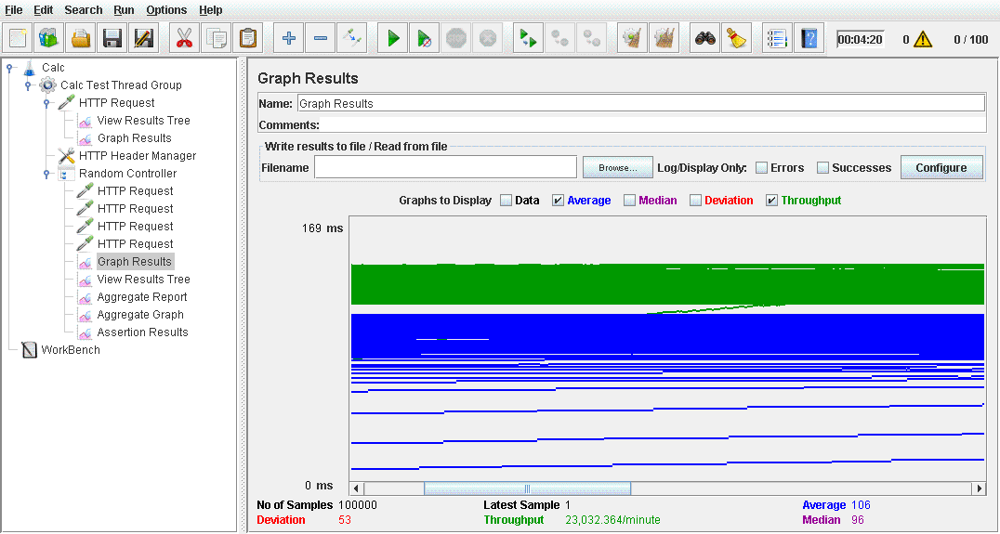 File Edit Search Run Options Help
00:04:20 0 0 / 100
Calc
Calc Test Thread Group
HTTP Request
View Results Tree
Graph Results
HTTP Header Manager
Random Controller
HTTP Request
HTTP Request
HTTP Request
HTTP Request
Graph Results
View Results Tree
Aggregate Report
Aggregate Graph
Assertion Results
WorkBench
Graph Results
Name: Graph Results
Comments:
Write results to file / Read from file
Filename Browse... Log/Display Only: Errors Successes Configure
Graphs to Display Data Average Median Deviation Throughput
169 ms
0 ms
No of Samples 100000 Latest Sample 1 Average 106
Deviation 53 Throughput 23,032.364/minute Median 96